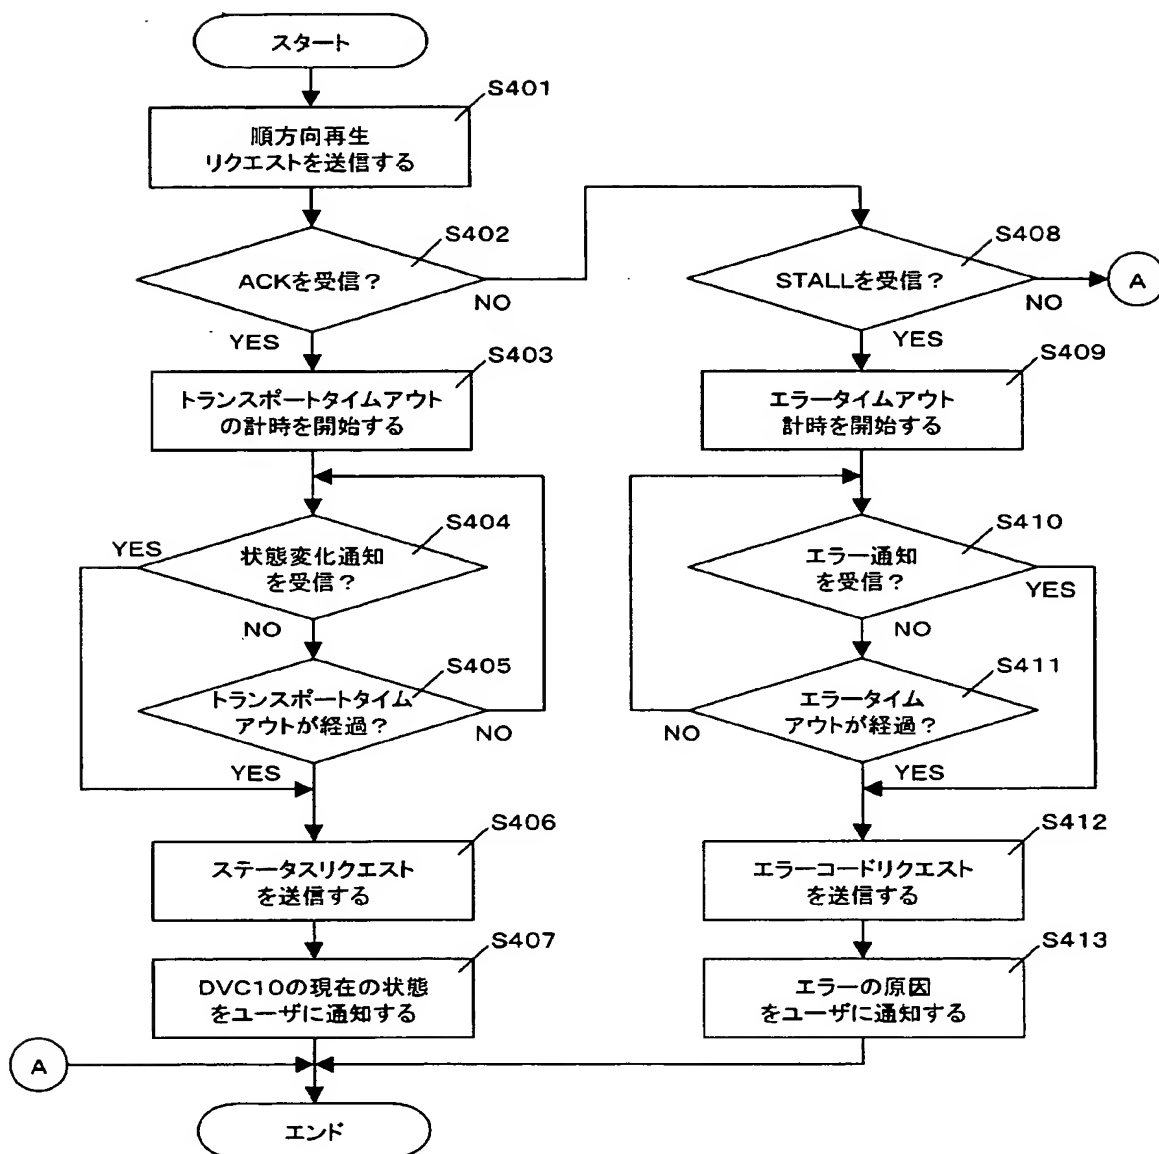 スタート
S401
順方向再生
リクエストを送信する
S402
ACKを受信？
NO
YES
S403
トランスポートタイムアウト
の計時を開始する
S404
状態変化通知
を受信？
YES
NO
S405
トランスポートタイム
アウトが経過？
NO
YES
S406
ステータスリクエスト
を送信する
S407
DVC10の現在の状態
をユーザに通知する
A
エンド
S408
STALLを受信？
NO
A
YES
S409
エラータイムアウト
計時を開始する
S410
エラー通知
を受信？
YES
NO
S411
エラータイム
アウトが経過？
NO
YES
S412
エラーコードリクエスト
を送信する
S413
エラーの原因
をユーザに通知する